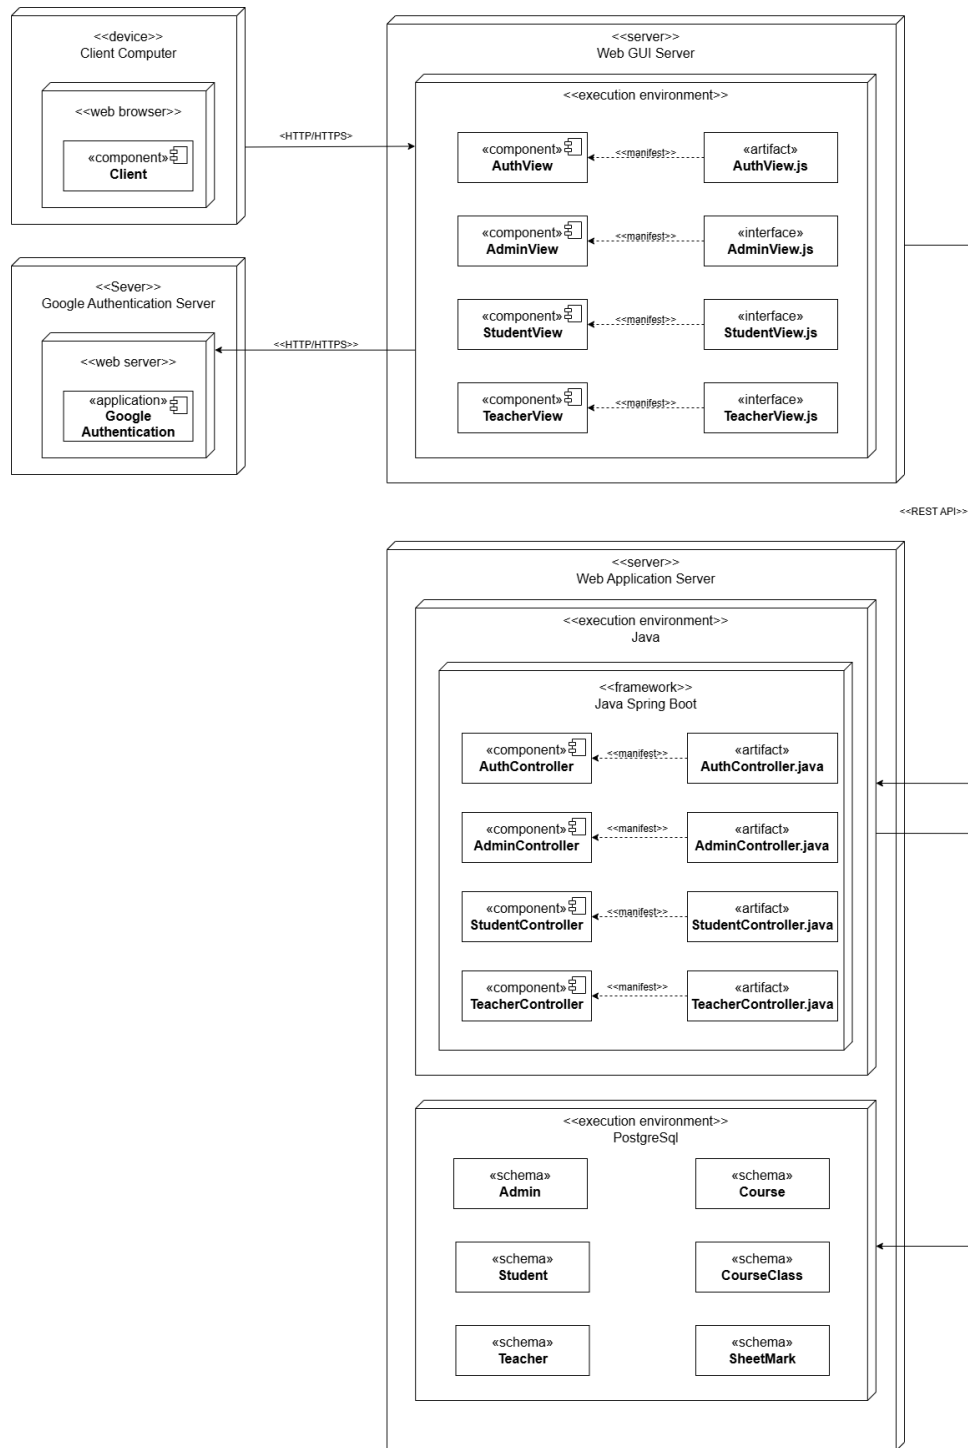 <<device>>
Client Computer
<<web browser>>
«component»
Client
<HTTP/HTTPS>
<<server>>
Web GUI Server
<<execution environment>>
«component»
AuthView
<<manifest>>
«artifact»
AuthView.js
«component»
AdminView
<<manifest>>
«interface»
AdminView.js
«component»
StudentView
<<manifest>>
«interface»
StudentView.js
«component»
TeacherView
<<manifest>>
«interface»
TeacherView.js
<<Sever>>
Google Authentication Server
<<web server>>
«application»
Google
Authentication
<<HTTP/HTTPS>>
<<REST API>>
<<server>>
Web Application Server
<<execution environment>>
Java
<<framework>>
Java Spring Boot
«component»
AuthController
<<manifest>>
«artifact»
AuthController.java
«component»
AdminController
<<manifest>>
«artifact»
AdminController.java
«component»
StudentController
<<manifest>>
«artifact»
StudentController.java
«component»
TeacherController
<<manifest>>
«artifact»
TeacherController.java
<<execution environment>>
PostgreSql
«schema»
Admin
«schema»
Course
«schema»
Student
«schema»
CourseClass
«schema»
Teacher
«schema»
SheetMark